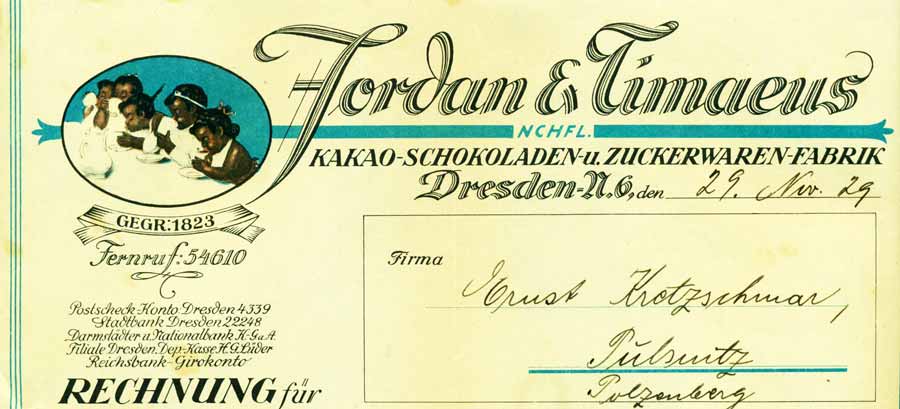 Jordan & Timaeus
NCHFL.
KAKAO-SCHOKOLADEN-u. ZUCKERWAREN-FABRIK
Dresden-N.6, den 29. Nov. 29
GEGR: 1823
Fernruf: 54610
Postscheck-Konto Dresden 4339
Stadtbank Dresden 22248
Darmstädter u. Nationalbank K-G.a.A.
Filiale Dresden, Dep-Kasse H.G. Lüder
Reichsbank-Girokonto
RECHNUNG für
Firma
Ernst Kretzschmar,
Pulsnitz
Polzenberg